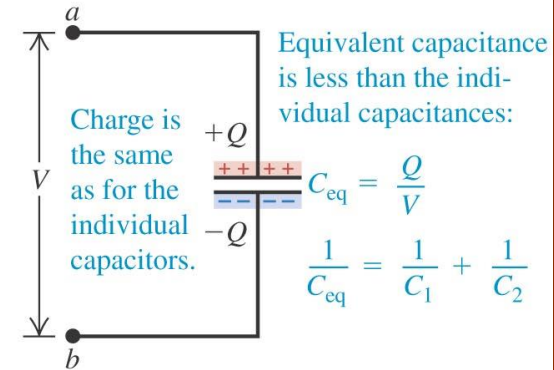 a
Equivalent capacitance
is less than the indi-
vidual capacitances:
Charge is
the same
as for the
individual
capacitors.
V
+Q
+ + + +
− − − −
−Q
C_eq = Q/V
1/C_eq = 1/C_1 + 1/C_2
b